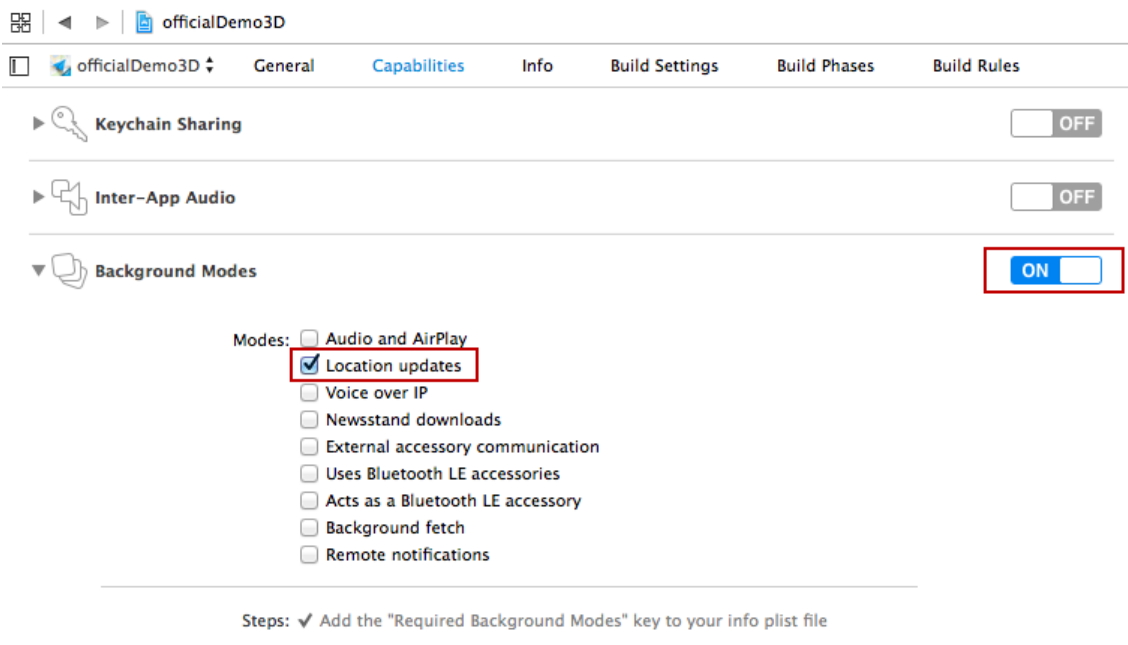 officialDemo3D
officialDemo3D General Capabilities Info Build Settings Build Phases Build Rules
Keychain Sharing OFF
Inter-App Audio OFF
Background Modes ON
Modes: Audio and AirPlay
Location updates
Voice over IP
Newsstand downloads
External accessory communication
Uses Bluetooth LE accessories
Acts as a Bluetooth LE accessory
Background fetch
Remote notifications
Steps: ✓ Add the "Required Background Modes" key to your info plist file